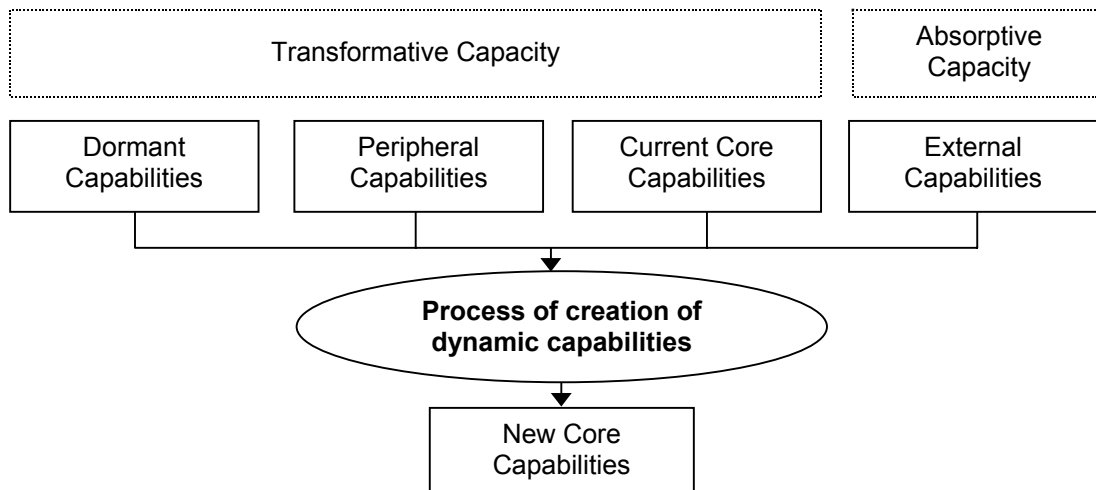 Transformative Capacity
Absorptive
Capacity
Dormant
Capabilities
Peripheral
Capabilities
Current Core
Capabilities
External
Capabilities
Process of creation of
dynamic capabilities
New Core
Capabilities